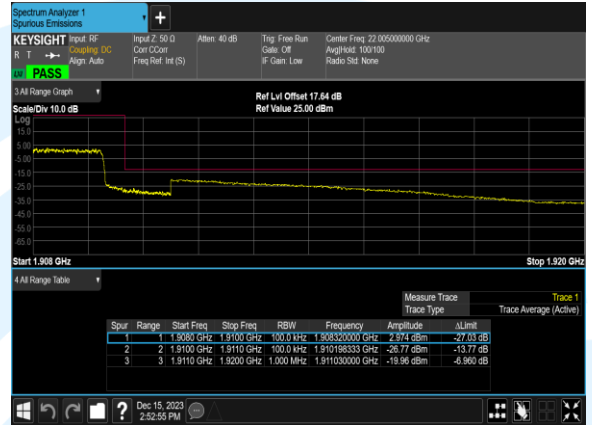 Spectrum Analyzer 1
Spurious Emissions
KEYSIGHT Input: RF Input Z: 50 Ω Atten: 40 dB Trig: Free Run Center Freq: 22.005000000 GHz
R T Coupling: DC Corr CCorr Gate: Off Avg|Hold: 100/100
Align: Auto Freq Ref: Int (S) IF Gain: Low Radio Std: None
PASS
3 All Range Graph
Ref Lvl Offset 17.64 dB
Scale/Div 10.0 dB Ref Value 25.00 dBm
Log
15.0
5.00
-5.00
-15.0
-25.0
-35.0
-45.0
-55.0
-65.0
Start 1.908 GHz Stop 1.920 GHz
4 All Range Table
Measure Trace Trace 1
Trace Type Trace Average (Active)
Spur Range Start Freq Stop Freq RBW Frequency Amplitude ΔLimit
1 1 1.9080 GHz 1.9100 GHz 100.0 kHz 1.908320000 GHz 2.974 dBm -27.03 dB
2 2 1.9100 GHz 1.9110 GHz 100.0 kHz 1.910198333 GHz -26.77 dBm -13.77 dB
3 3 1.9110 GHz 1.9200 GHz 1.000 MHz 1.911030000 GHz -19.96 dBm -6.960 dB
Dec 15, 2023
2:52:55 PM